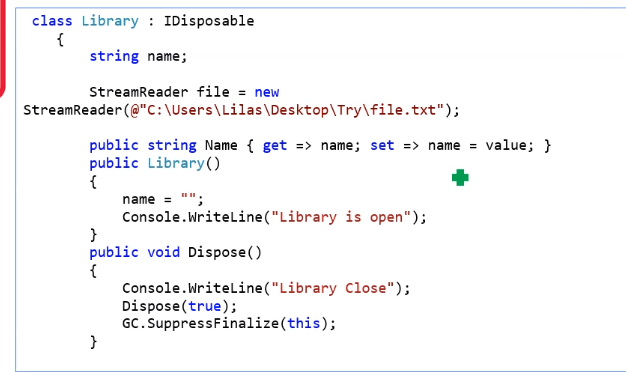 class Library : IDisposable
{
string name;
StreamReader file = new
StreamReader(@"C:\Users\Lilas\Desktop\Try\file.txt");
public string Name { get => name; set => name = value; }
public Library()
{
name = "";
Console.WriteLine("Library is open");
}
public void Dispose()
{
Console.WriteLine("Library Close");
Dispose(true);
GC.SuppressFinalize(this);
}